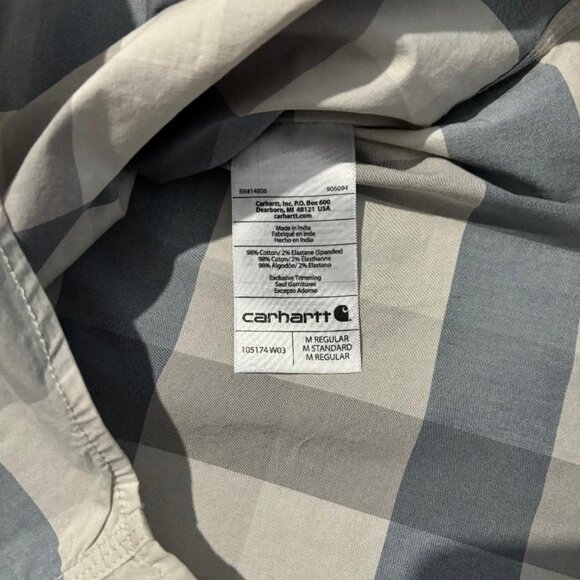 RN#14806 906094
Carhartt, Inc. P.O. Box 600
Dearborn, MI 48121 USA
carhartt.com
Made in India
Fabriqué en Inde
Hecho en India
98% Cotton/ 2% Elastane (Spandex)
98% Coton/ 2% Élasthanne
98% Algodón/ 2% Elastano
Exclusive Trimming
Sauf Garnitures
Excepto Adorno
carhartt
105174 W03
M REGULAR
M STANDARD
M REGULAR